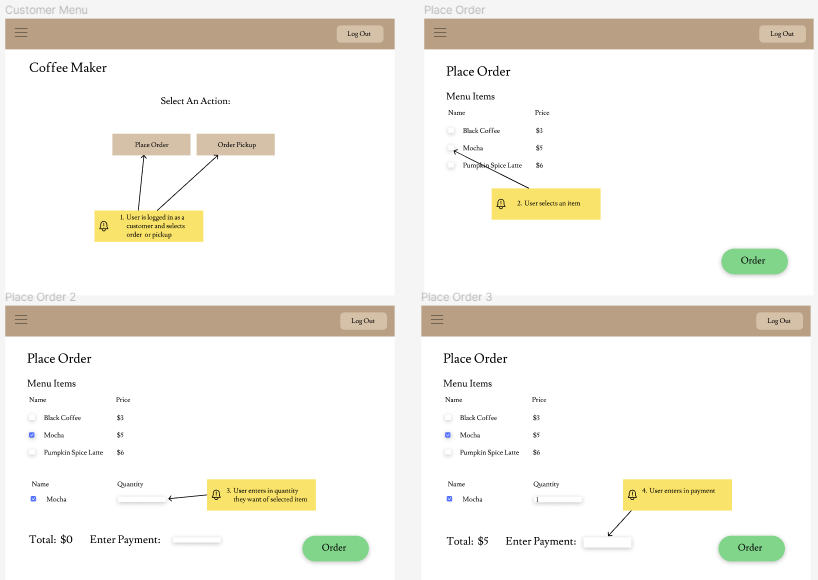 Customer Menu
Log Out
Coffee Maker
Select An Action:
Place Order
Order Pickup
1. User is logged in as a
customer and selects
order or pickup
Place Order
Log Out
Place Order
Menu Items
Name Price
Black Coffee $3
Mocha $5
Pumpkin Spice Latte $6
2. User selects an item
Order
Place Order 2
Log Out
Place Order
Menu Items
Name Price
Black Coffee $3
Mocha $5
Pumpkin Spice Latte $6
Name Quantity
Mocha
3. User enters in quantity
they want of selected item
Total: $0 Enter Payment:
Order
Place Order 3
Log Out
Place Order
Menu Items
Name Price
Black Coffee $3
Mocha $5
Pumpkin Spice Latte $6
Name Quantity
Mocha 1
4. User enters in payment
Total: $5 Enter Payment:
Order